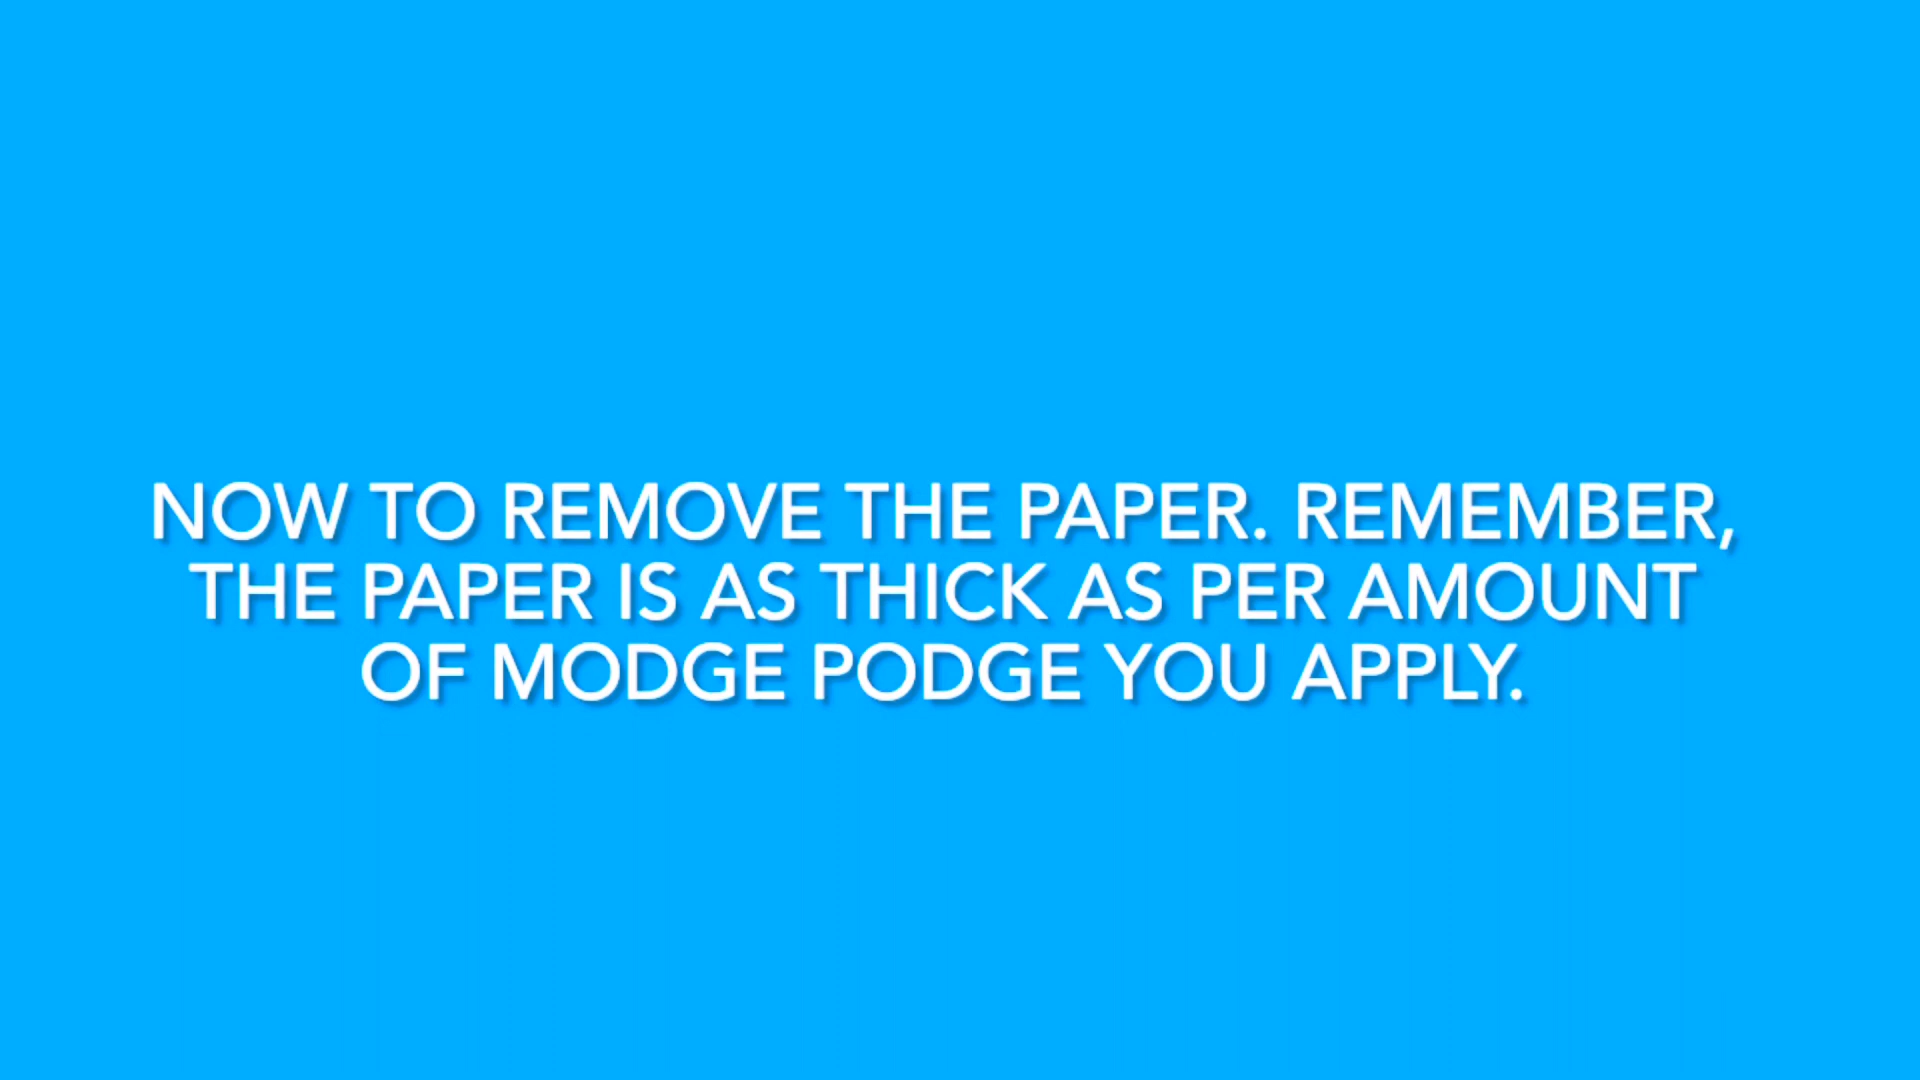 NOW TO REMOVE THE PAPER. REMEMBER,
THE PAPER IS AS THICK AS PER AMOUNT
OF MODGE PODGE YOU APPLY.